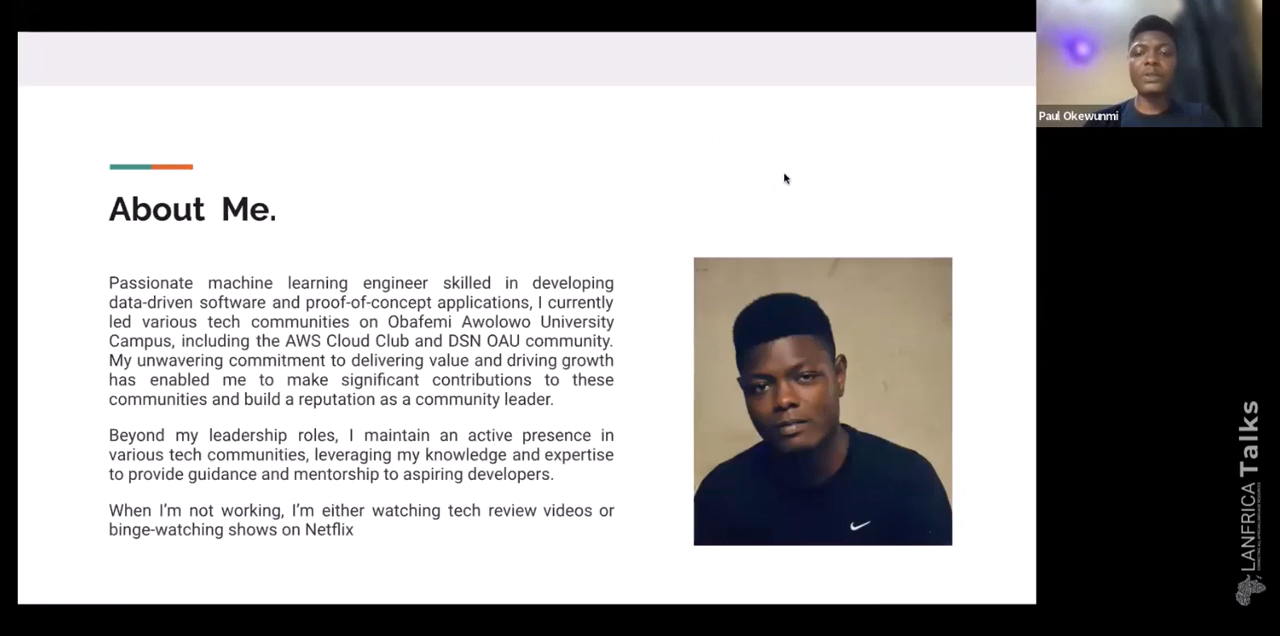 About Me.
Passionate machine learning engineer skilled in developing
data-driven software and proof-of-concept applications, I currently
led various tech communities on Obafemi Awolowo University
Campus, including the AWS Cloud Club and DSN OAU community.
My unwavering commitment to delivering value and driving growth
has enabled me to make significant contributions to these
communities and build a reputation as a community leader.
Beyond my leadership roles, I maintain an active presence in
various tech communities, leveraging my knowledge and expertise
to provide guidance and mentorship to aspiring developers.
When I'm not working, I'm either watching tech review videos or
binge-watching shows on Netflix
Paul Okewunmi
LANFRICA Talks